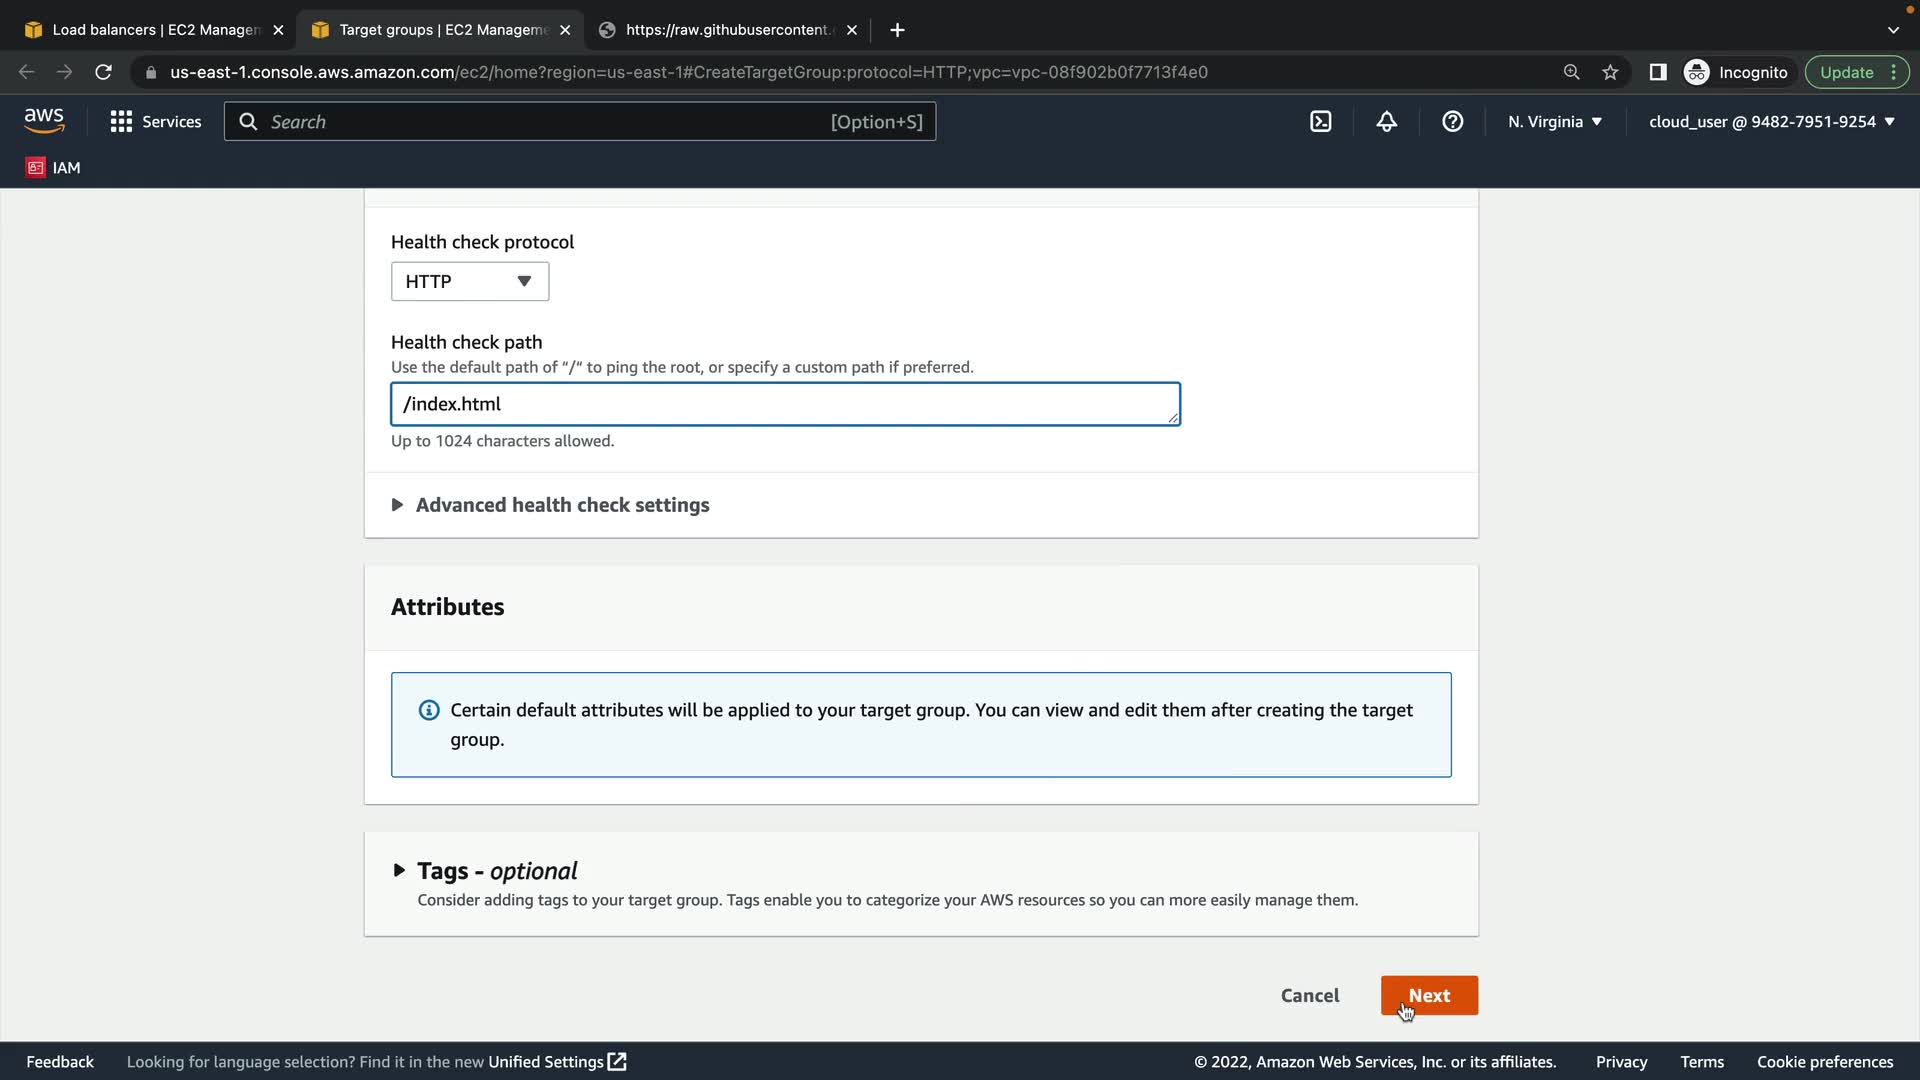 Load balancers | EC2 Managem
Target groups | EC2 Manageme
https://raw.githubusercontent.
us-east-1.console.aws.amazon.com/ec2/home?region=us-east-1#CreateTargetGroup:protocol=HTTP;vpc=vpc-08f902b0f7713f4e0
Incognito
Update
aws
Services
Search
[Option+S]
N. Virginia
cloud_user @ 9482-7951-9254
IAM
Health check protocol
HTTP
Health check path
Use the default path of “/” to ping the root, or specify a custom path if preferred.
/index.html
Up to 1024 characters allowed.
Advanced health check settings
Attributes
Certain default attributes will be applied to your target group. You can view and edit them after creating the target
group.
Tags - optional
Consider adding tags to your target group. Tags enable you to categorize your AWS resources so you can more easily manage them.
Cancel
Next
Feedback
Looking for language selection? Find it in the new Unified Settings
© 2022, Amazon Web Services, Inc. or its affiliates.
Privacy
Terms
Cookie preferences